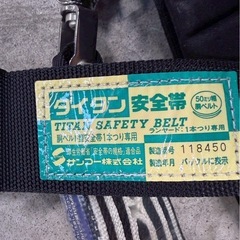 タイタン 安全帯
50ミリ幅
胴ベルト
TITAN SAFETY BELT
ランヤード:1本つり専用
胴ベルト型安全帯1本つり専用
サンコー株式会社
製造番号 118450
製造年月 バックルに表示